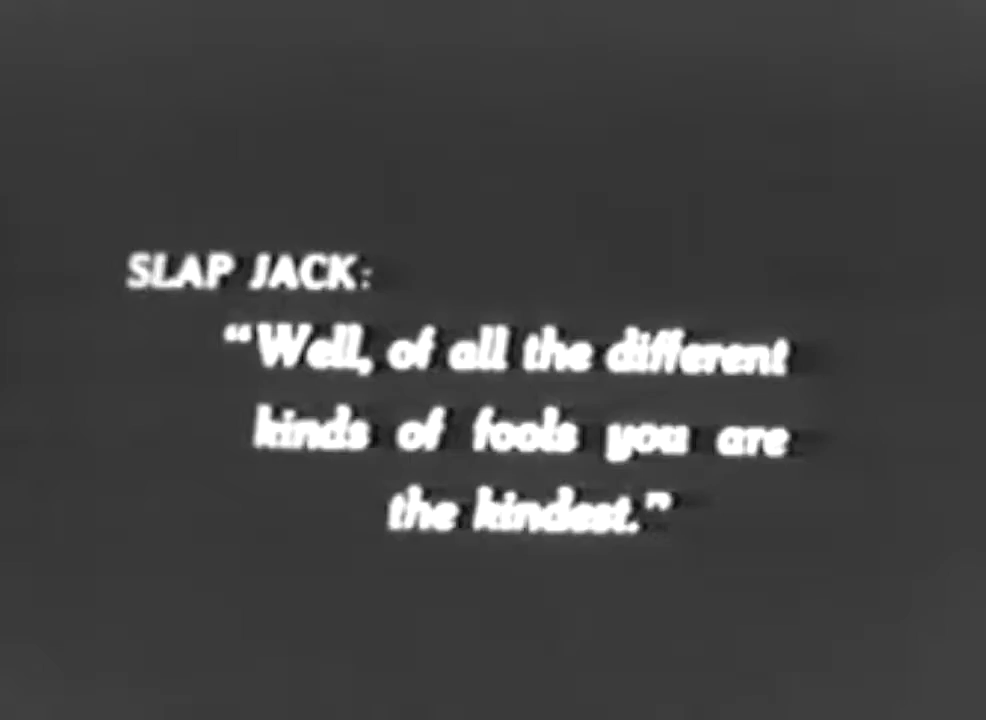 SLAP JACK:
“Well, of all the different
kinds of fools you are
the kindest.”